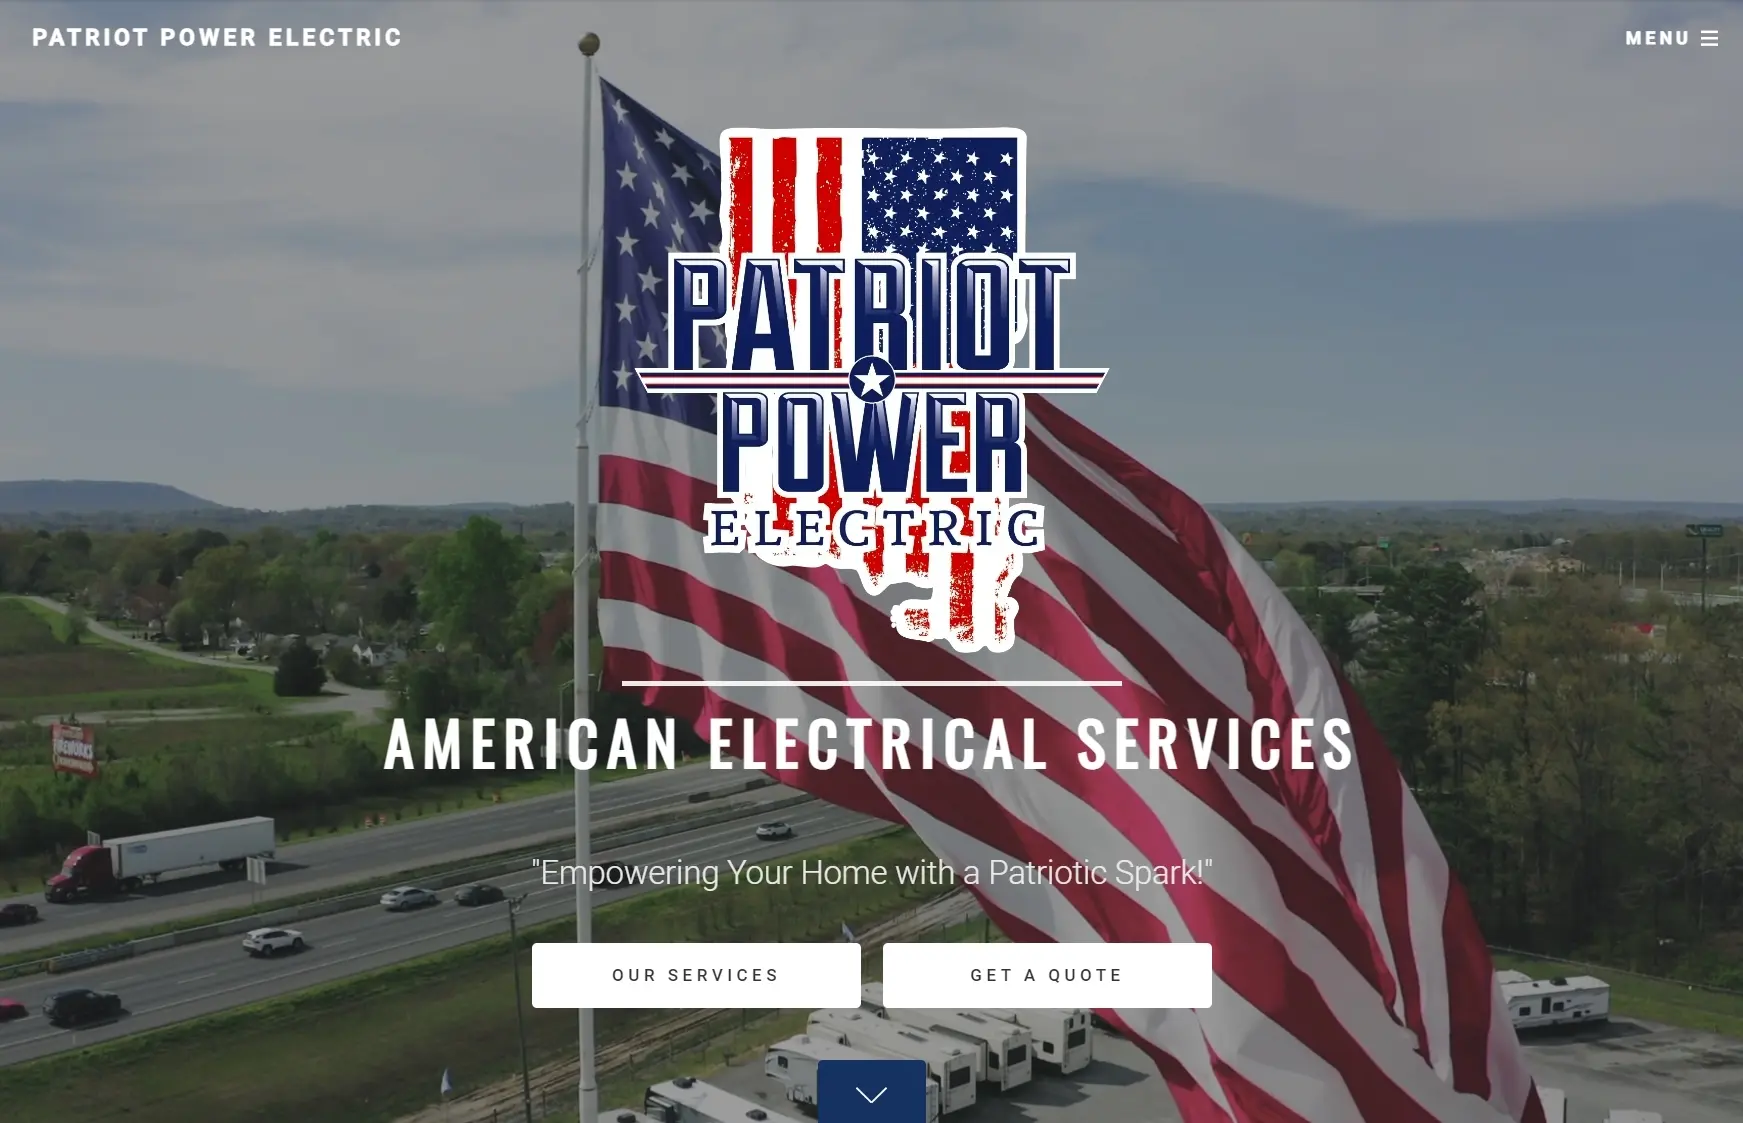 PATRIOT POWER ELECTRIC
MENU
PATRIOT
POWER
ELECTRIC
AMERICAN ELECTRICAL SERVICES
FIREWORKS
"Empowering Your Home with a Patriotic Spark!"
OUR SERVICES
GET A QUOTE